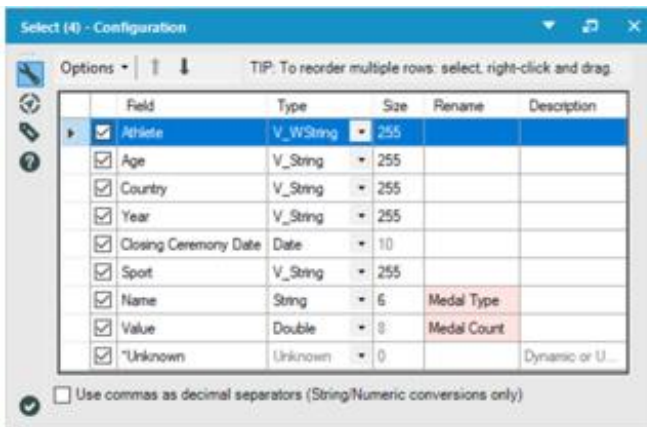 Select (4) - Configuration
Options TIP: To reorder multiple rows: select, right-click and drag.
Field Type Size Rename Description
Athlete V_WString 255
Age V_String 255
Country V_String 255
Year V_String 255
Closing Ceremony Date Date 10
Sport V_String 255
Name String 6 Medal Type
Value Double 8 Medal Count
*Unknown Unknown 0 Dynamic or U...
Use commas as decimal separators (String/Numeric conversions only)